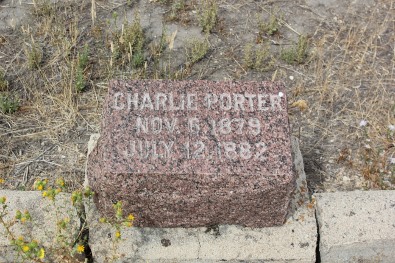 CHARLIE PORTER
NOV. 6, 1879
JULY 12, 1882